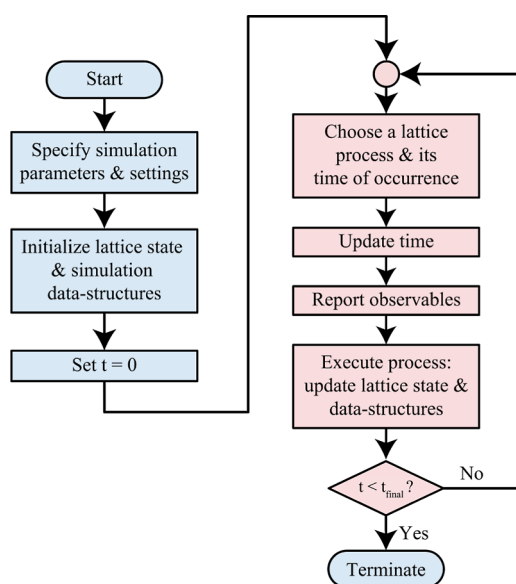 Start
Specify simulation
parameters & settings
Initialize lattice state
& simulation
data-structures
Set t = 0
Choose a lattice
process & its
time of occurrence
Update time
Report observables
Execute process:
update lattice state &
data-structures
t < t_final ?
No
Yes
Terminate